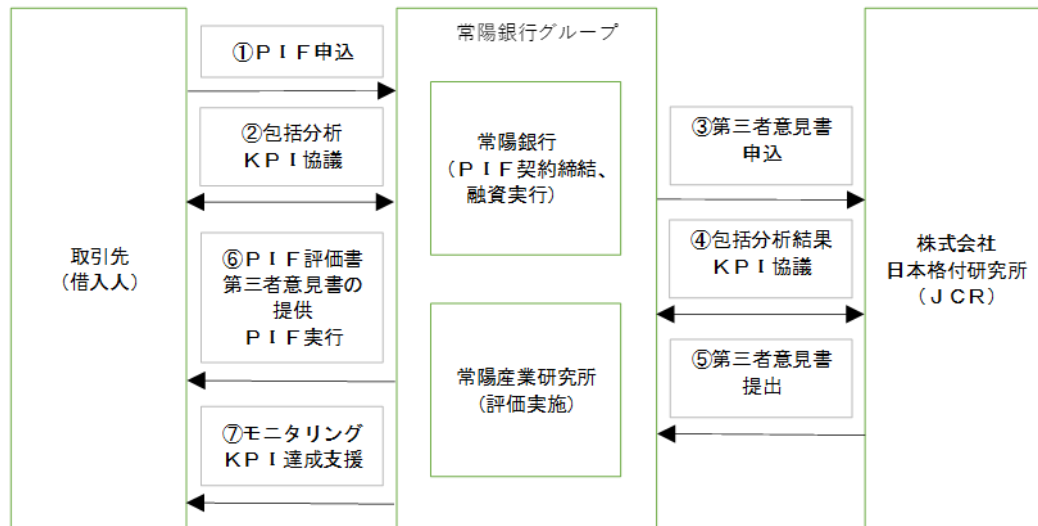 取引先
(借入人)
①ＰＩＦ申込
②包括分析
ＫＰＩ協議
⑥ＰＩＦ評価書
第三者意見書の
提供
ＰＩＦ実行
⑦モニタリング
ＫＰＩ達成支援
常陽銀行グループ
常陽銀行
(ＰＩＦ契約締結、
融資実行)
常陽産業研究所
(評価実施)
③第三者意見書
申込
④包括分析結果
ＫＰＩ協議
⑤第三者意見書
提出
株式会社
日本格付研究所
(ＪＣＲ)